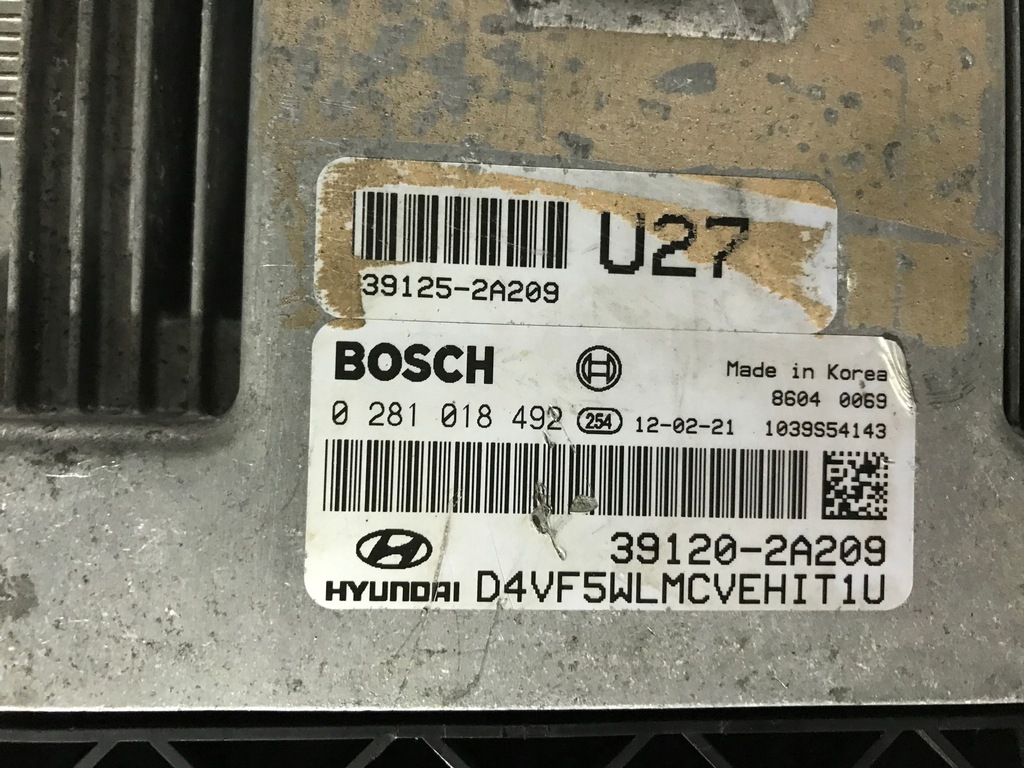 U27
39125-2A209
BOSCH
Made in Korea
8604 0069
0 281 018 492 254 12-02-21 1039S54143
39120-2A209
HYUNDAI D4VF5WLMCVEHIT1U